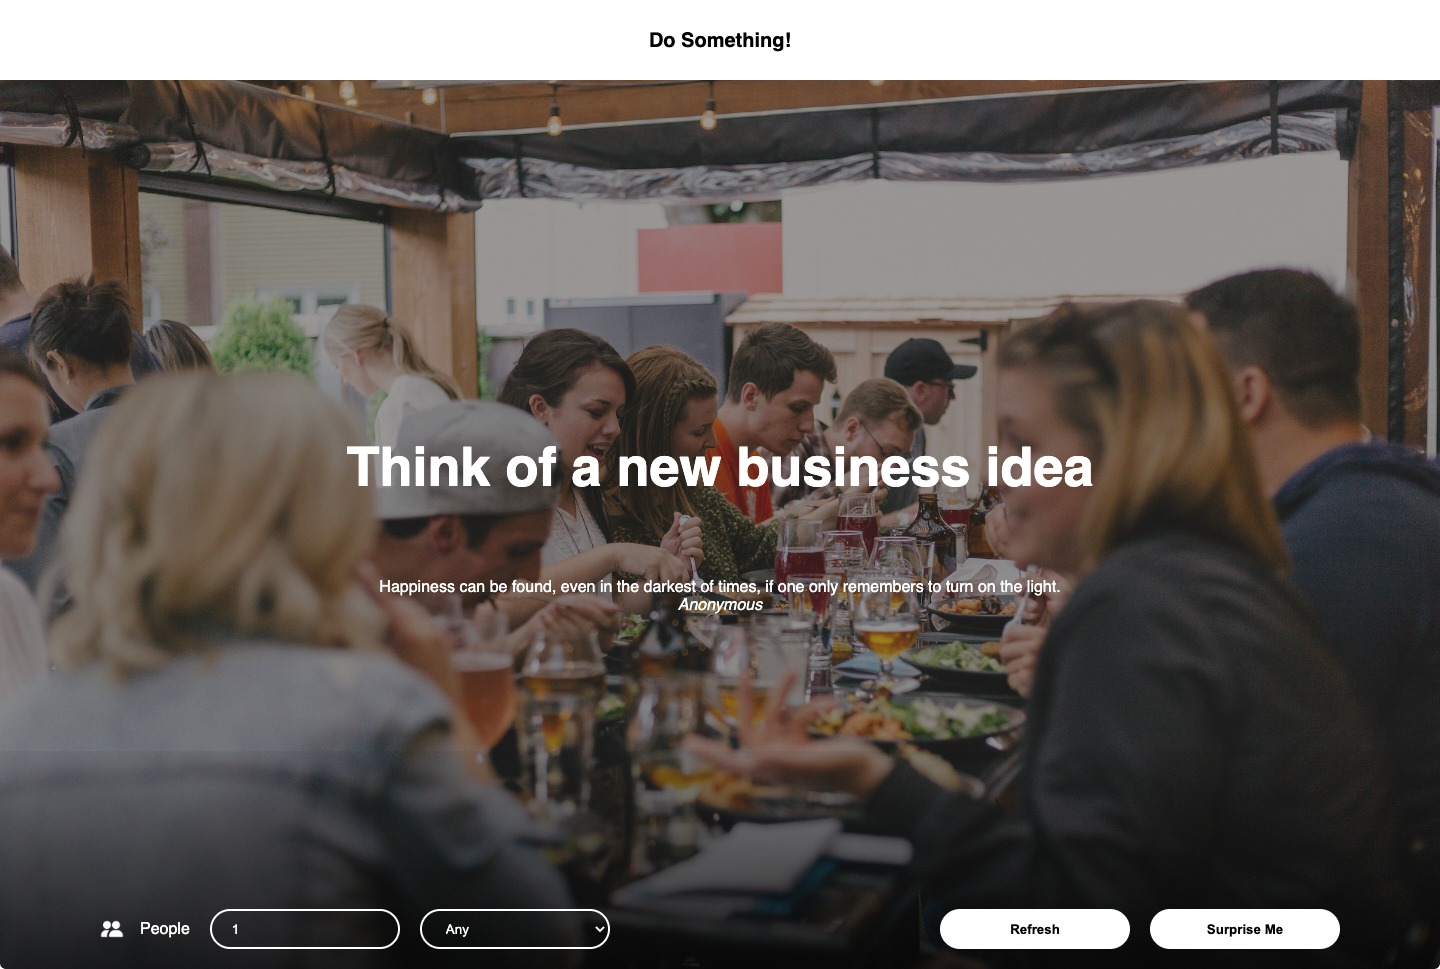 Do Something!
Think of a new business idea
Happiness can be found, even in the darkest of times, if one only remembers to turn on the light.
Anonymous
People
1
Any
Refresh
Surprise Me